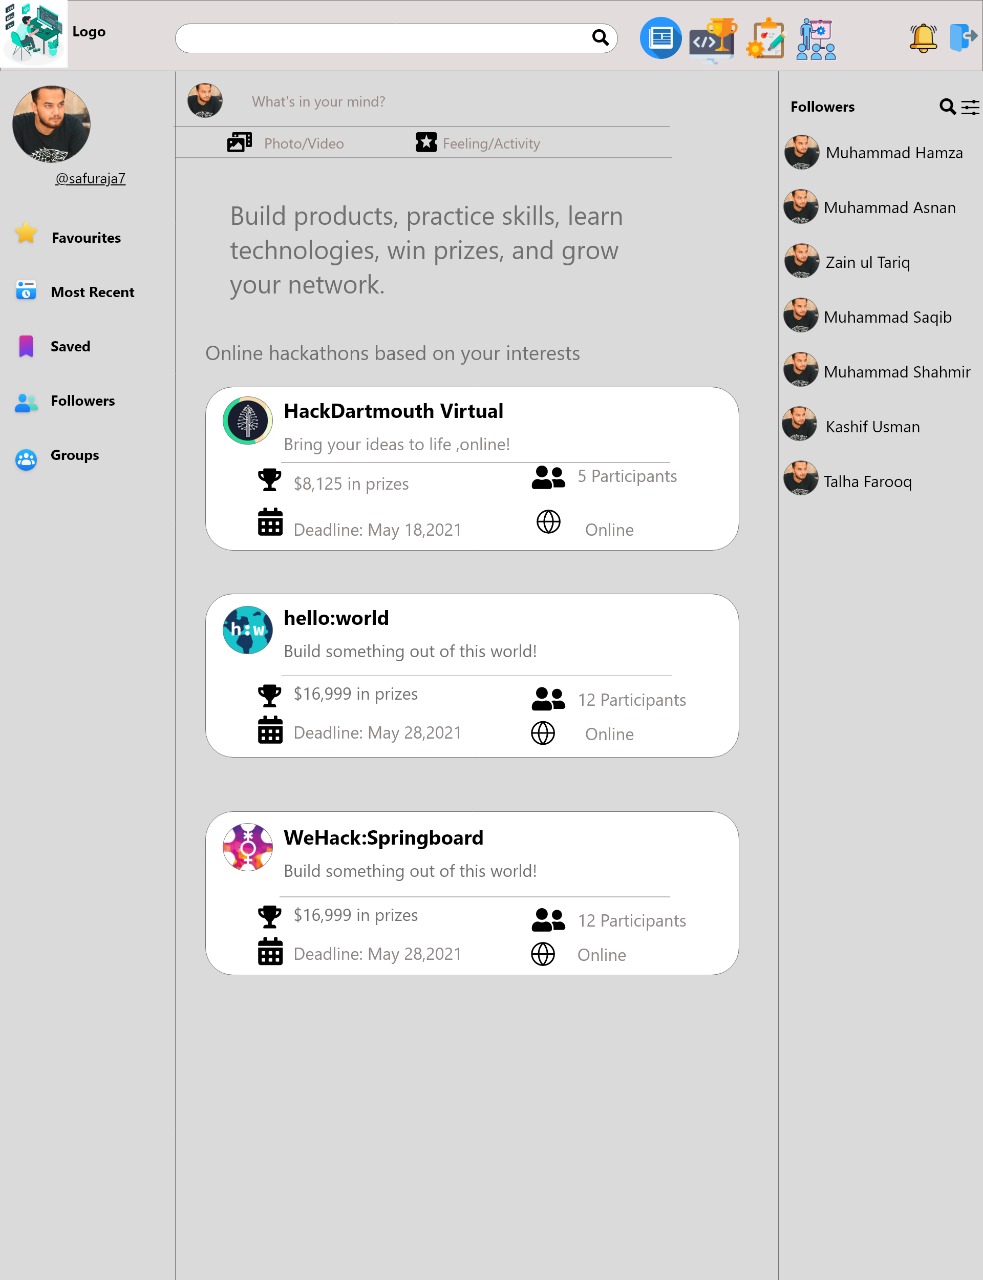 Logo
@safuraja7
Favourites
Most Recent
Saved
Followers
Groups
What's in your mind?
Photo/Video
Feeling/Activity
Build products, practice skills, learn
technologies, win prizes, and grow
your network.
Online hackathons based on your interests
HackDartmouth Virtual
Bring your ideas to life ,online!
$8,125 in prizes
5 Participants
Deadline: May 18,2021
Online
h:w
hello:world
Build something out of this world!
$16,999 in prizes
12 Participants
Deadline: May 28,2021
Online
WeHack:Springboard
Build something out of this world!
$16,999 in prizes
12 Participants
Deadline: May 28,2021
Online
Followers
Muhammad Hamza
Muhammad Asnan
Zain ul Tariq
Muhammad Saqib
Muhammad Shahmir
Kashif Usman
Talha Farooq